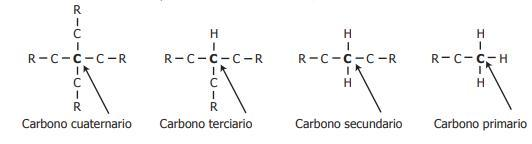 R
C
R-C-C-C-R
C
R
Carbono cuaternario
H
R-C-C-C-R
C
R
Carbono terciario
H
R-C-C-C-R
H
Carbono secundario
H
R-C-C-H
H
Carbono primario